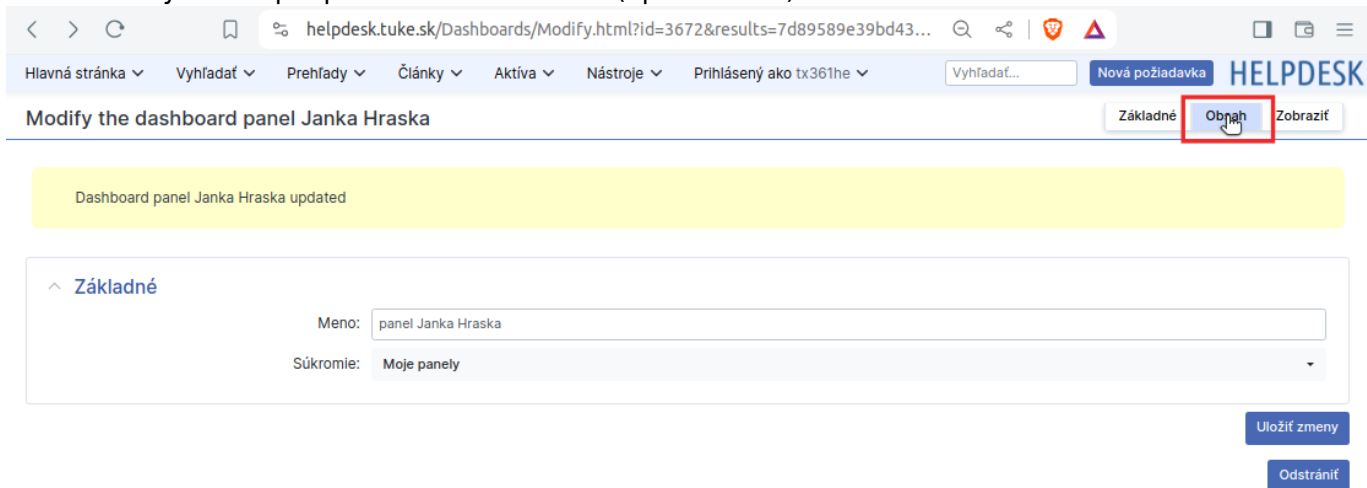 helpdesk.tuke.sk/Dashboards/Modify.html?id=3672&results=7d89589e39bd43...
Hlavná stránka Vyhľadať Prehľady Články Aktíva Nástroje Prihlásený ako tx361he Vyhľadať... Nová požiadavka HELPDESK
Modify the dashboard panel Janka Hraska Základné Obsah Zobraziť
Dashboard panel Janka Hraska updated
Základné
Meno: panel Janka Hraska
Súkromie: Moje panely
Uložiť zmeny
Odstrániť